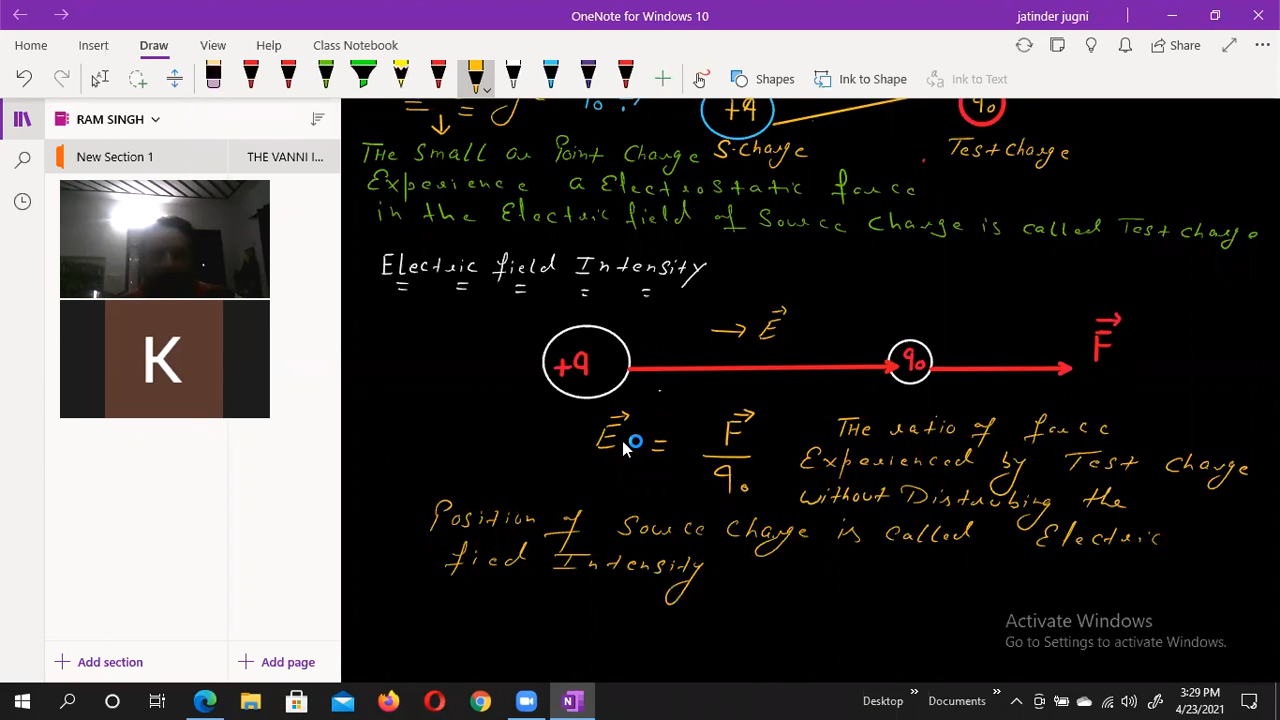 OneNote for Windows 10
jatinder jugni
Home Insert Draw View Help Class Notebook
Share
Shapes Ink to Shape Ink to Text
RAM SINGH
New Section 1 THE VANNI I...
+q q₀
S.Charge Test Charge
THE Small or Point Charge
Experience a Electrostatic force
in the Electric field of Source Charge is called Test charge
Electric field Intensity
→ E⃗
+q q₀ F⃗
K
E⃗ = F⃗ / q₀
THE ratio of force
Experienced by Test Charge
without Disturbing the
Position of Source Charge is called Electric
field Intensity
Activate Windows
Go to Settings to activate Windows.
Add section Add page
Desktop » Documents »
3:29 PM
4/23/2021